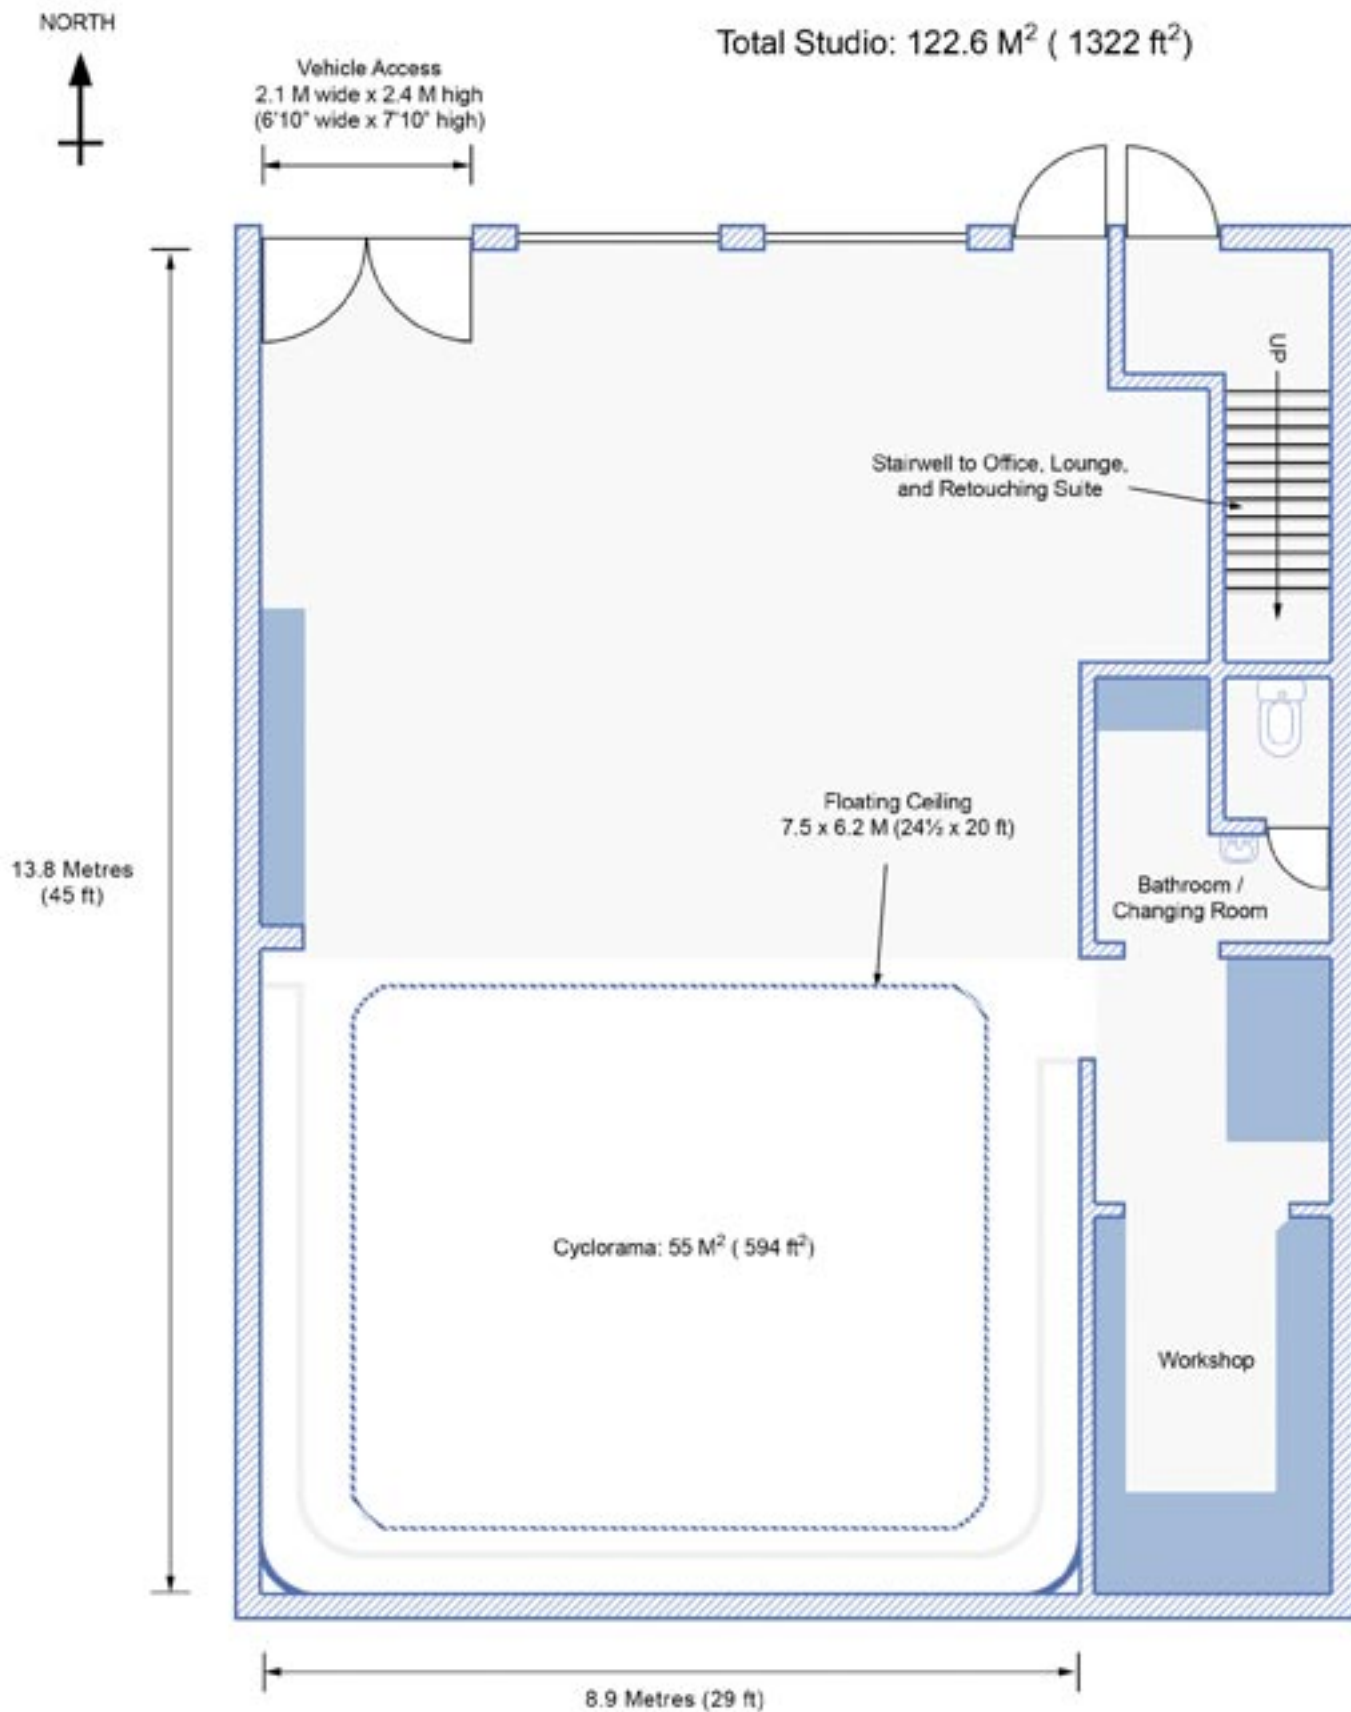 NORTH
Total Studio: 122.6 M² ( 1322 ft²)
Vehicle Access
2.1 M wide x 2.4 M high
(6'10" wide x 7'10" high)
UP
Stairwell to Office, Lounge,
and Retouching Suite
Floating Ceiling
7.5 x 6.2 M (24½ x 20 ft)
13.8 Metres
(45 ft)
Bathroom /
Changing Room
Cyclorama: 55 M² ( 594 ft²)
Workshop
8.9 Metres (29 ft)